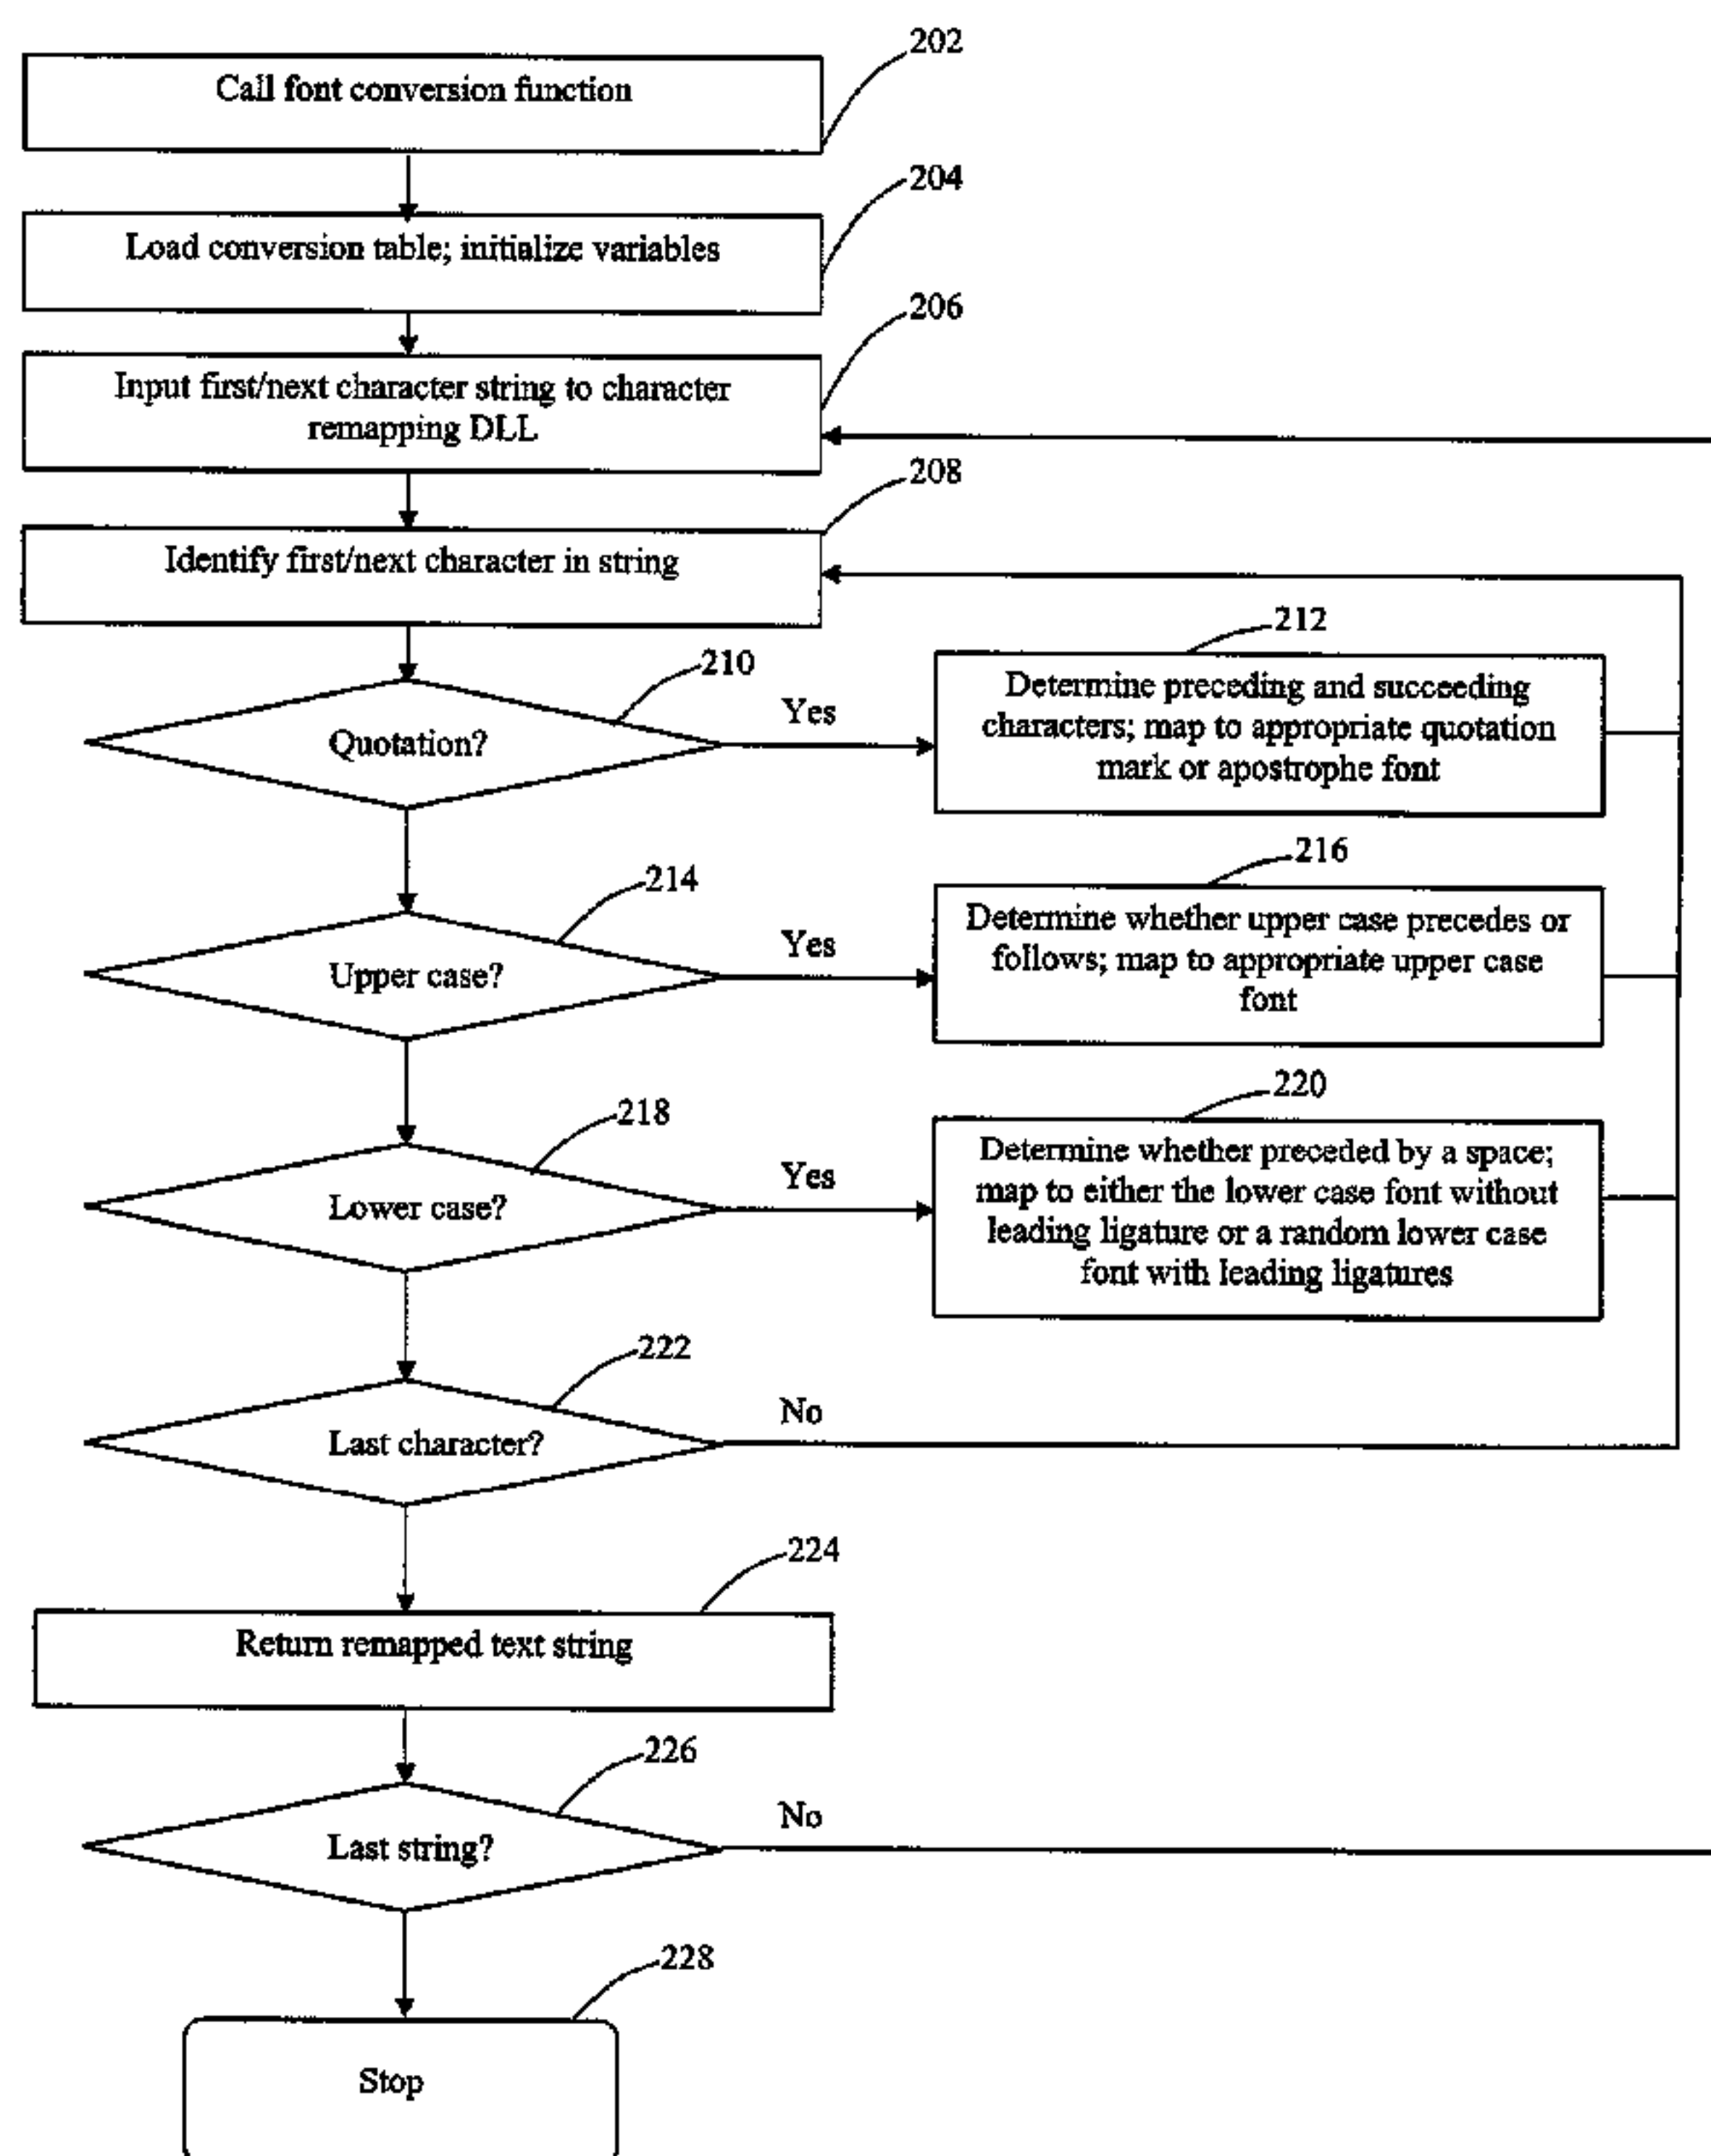 202
Call font conversion function
204
Load conversion table; initialize variables
206
Input first/next character string to character
remapping DLL
208
Identify first/next character in string
210
Quotation?
Yes
212
Determine preceding and succeeding
characters; map to appropriate quotation
mark or apostrophe font
214
Upper case?
Yes
216
Determine whether upper case precedes or
follows; map to appropriate upper case
font
218
Lower case?
Yes
220
Determine whether preceded by a space;
map to either the lower case font without
leading ligature or a random lower case
font with leading ligatures
222
Last character?
No
224
Return remapped text string
226
Last string?
No
228
Stop